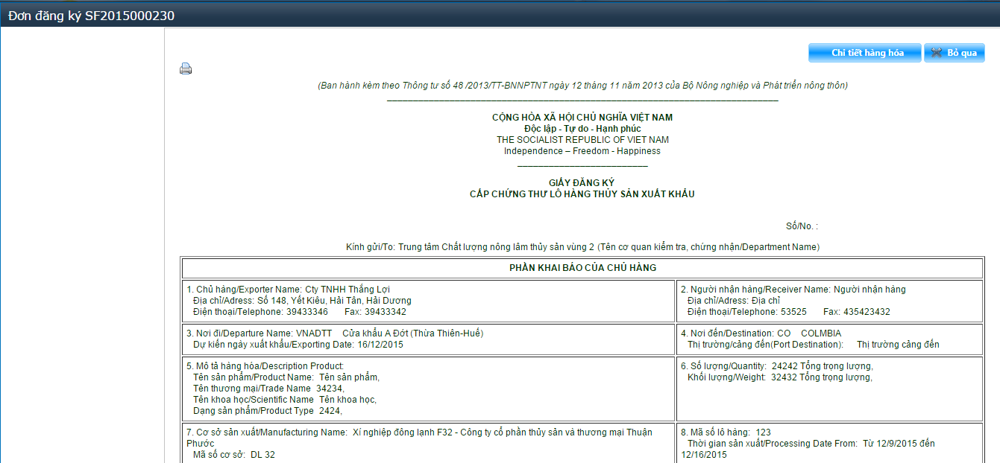 Đơn đăng ký SF2015000230
Chi tiết hàng hóa
Bỏ qua
(Ban hành kèm theo Thông tư số 48 /2013/TT-BNNPTNT ngày 12 tháng 11 năm 2013 của Bộ Nông nghiệp và Phát triển nông thôn)
CỘNG HÒA XÃ HỘI CHỦ NGHĨA VIỆT NAM
Độc lập - Tự do - Hạnh phúc
THE SOCIALIST REPUBLIC OF VIET NAM
Independence – Freedom - Happiness
GIẤY ĐĂNG KÝ
CẤP CHỨNG THƯ LÔ HÀNG THỦY SẢN XUẤT KHẨU
Số/No. :
Kính gửi/To: Trung tâm Chất lượng nông lâm thủy sản vùng 2 (Tên cơ quan kiểm tra, chứng nhận/Department Name)
PHẦN KHAI BÁO CỦA CHỦ HÀNG
1. Chủ hàng/Exporter Name: Cty TNHH Thắng Lợi
Địa chỉ/Adress: Số 148, Yết Kiêu, Hải Tân, Hải Dương
Điện thoại/Telephone: 39433346 Fax: 39433342
2. Người nhận hàng/Receiver Name: Người nhận hàng
Địa chỉ/Adress: Địa chỉ
Điện thoại/Telephone: 53525 Fax: 435423432
3. Nơi đi/Departure Name: VNADTT Cửa khẩu A Đớt (Thừa Thiên-Huế)
Dự kiến ngày xuất khẩu/Exporting Date: 16/12/2015
4. Nơi đến/Destination: CO COLMBIA
Thị trường/cảng đến(Port Destination): Thị trường cảng đến
5. Mô tả hàng hóa/Description Product:
Tên sản phẩm/Product Name: Tên sản phẩm,
Tên thương mại/Trade Name 34234,
Tên khoa học/Scientific Name Tên khoa học,
Dạng sản phẩm/Product Type 2424,
6. Số lượng/Quantity: 24242 Tổng trọng lượng,
Khối lượng/Weight: 32432 Tổng trọng lượng,
7. Cơ sở sản xuất/Manufacturing Name: Xí nghiệp đông lạnh F32 - Công ty cổ phần thủy sản và thương mại Thuận
Phước
Mã số cơ sở: DL 32
8. Mã số lô hàng: 123
Thời gian sản xuất/Processing Date From: Từ 12/9/2015 đến
12/16/2015